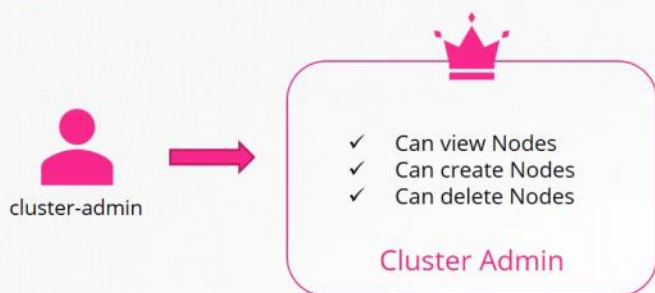 cluster-admin
✓ Can view Nodes
✓ Can create Nodes
✓ Can delete Nodes
Cluster Admin